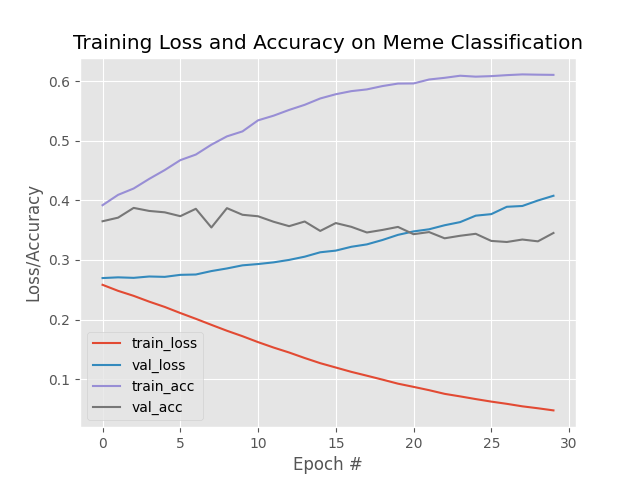 Training Loss and Accuracy on Meme Classification
0.6
0.5
0.4
0.3
0.2
0.1
Loss/Accuracy
train_loss
val_loss
train_acc
val_acc
0 5 10 15 20 25 30
Epoch #